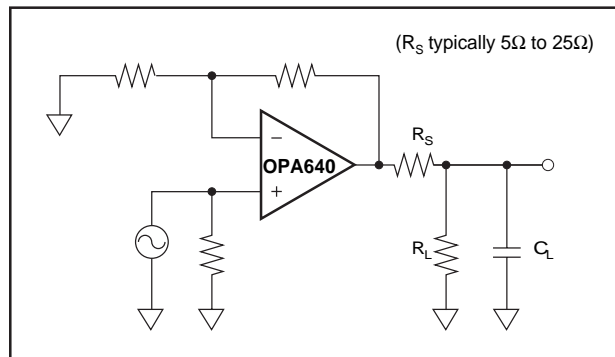 (RS typically 5Ω to 25Ω)
−
OPA640
+
RS
RL
CL